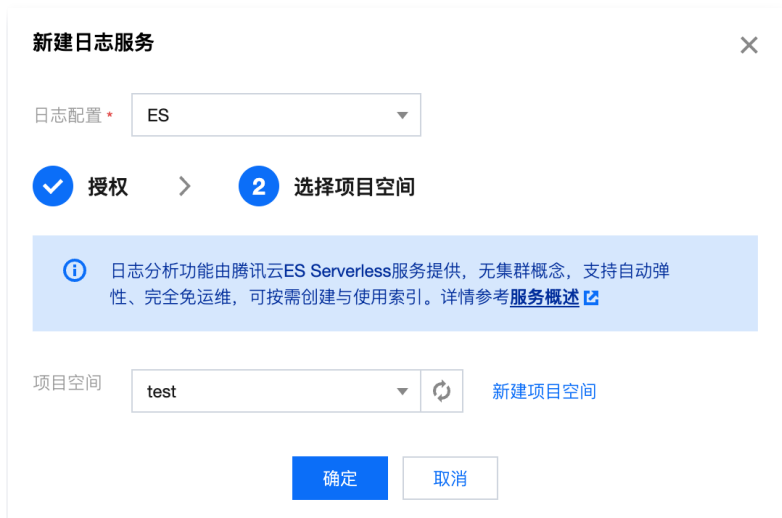 新建日志服务
日志配置 * ES
授权 2 选择项目空间
日志分析功能由腾讯云ES Serverless服务提供，无集群概念，支持自动弹
性、完全免运维，可按需创建与使用索引。详情参考服务概述
项目空间 test 新建项目空间
确定 取消